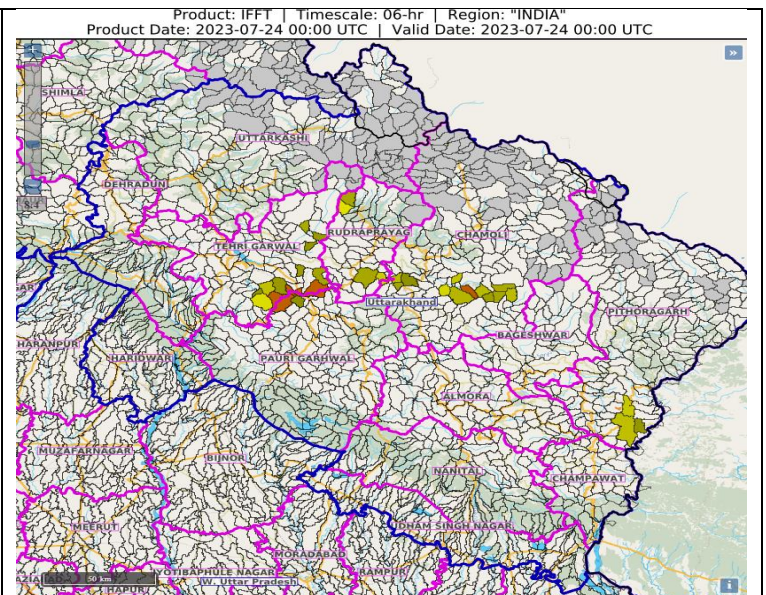 Product: IFFT | Timescale: 06-hr | Region: "INDIA"
Product Date: 2023-07-24 00:00 UTC | Valid Date: 2023-07-24 00:00 UTC
»
SHIMLA
UTTARKASHI
DEHRADUN
RUDRAPRAYAG
CHAMOLI
TEHRI GARWAL
Uttarakhand
PITHORAGARH
BAGESHWAR
HARANPUR
HARIDWAR
PAURI GARHWAL
ALMORA
MUZAFARNAGAR
BIJNOR
NANITAL
CHAMPAWAT
MEERUT
DHAM SINGH NAGAR
MORADABAD
JYOTIBAPHULE NAGAR
RAMPUR
50 km
W. Uttar Pradesh
HAPUR
i